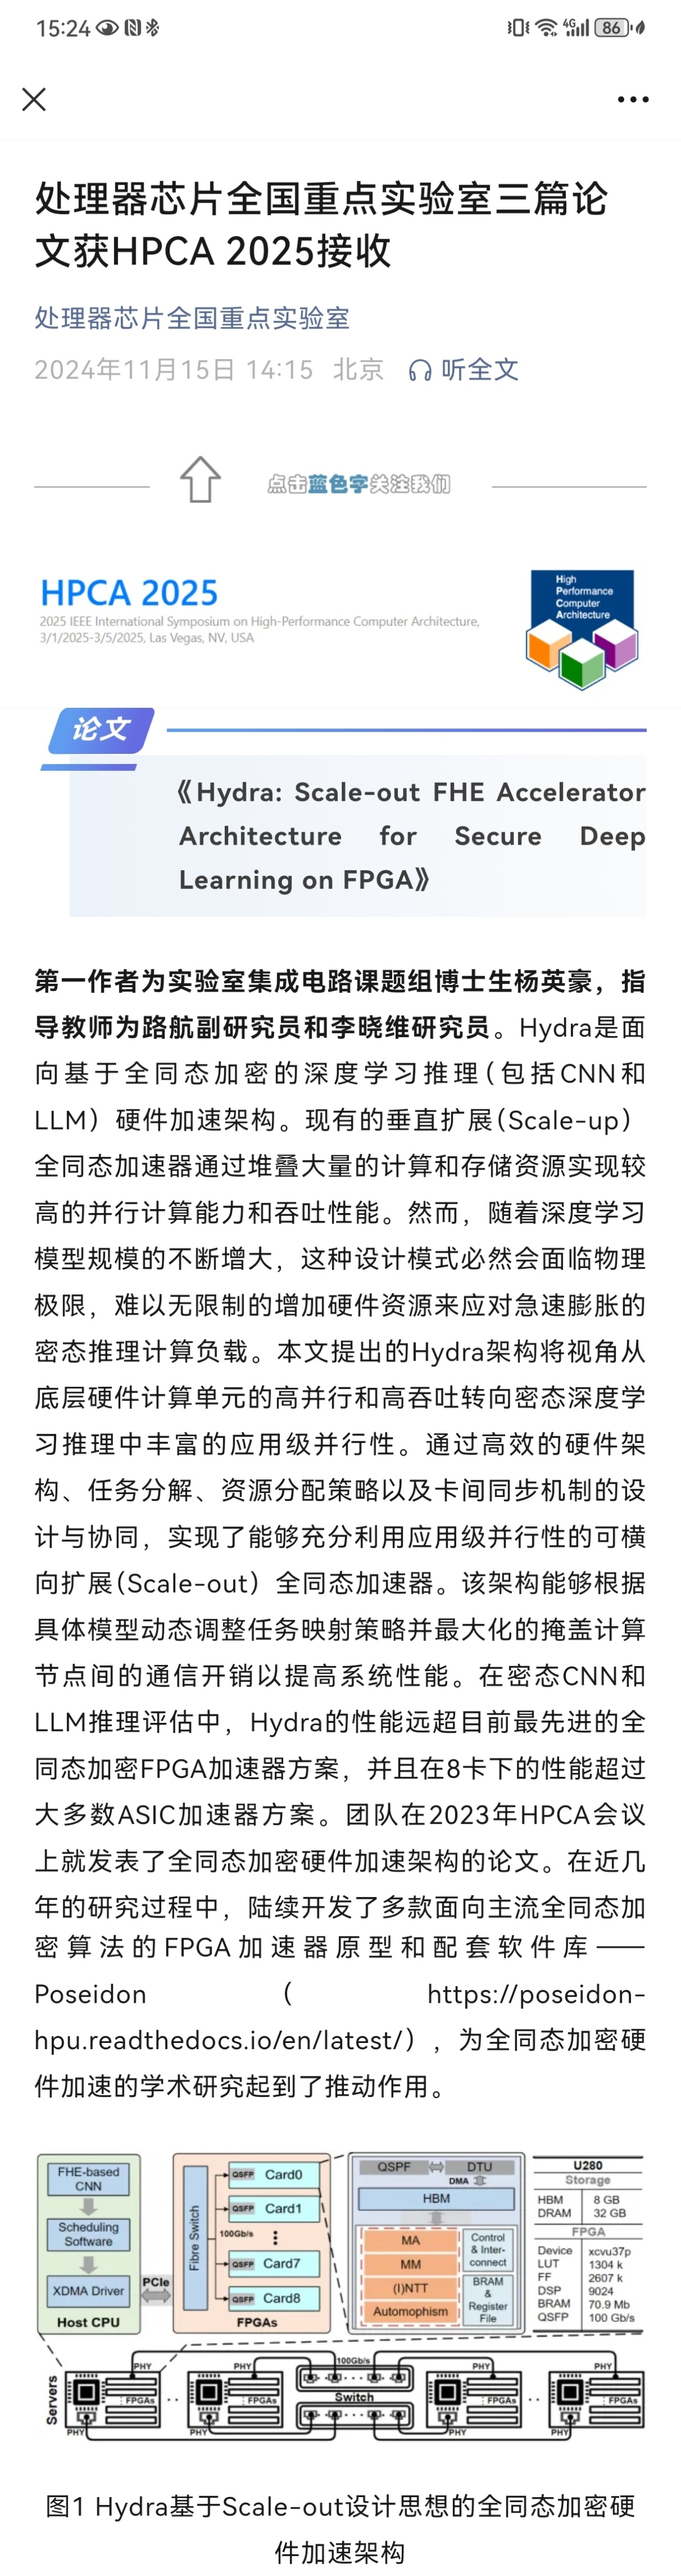 15:24
4G
86
处理器芯片全国重点实验室三篇论
文获HPCA 2025接收
处理器芯片全国重点实验室
2024年11月15日 14:15 北京 听全文
点击蓝色字关注我们
HPCA 2025
2025 IEEE International Symposium on High-Performance Computer Architecture,
3/1/2025-3/5/2025, Las Vegas, NV, USA
High
Performance
Computer
Architecture
论文
《Hydra: Scale-out FHE Accelerator
Architecture for Secure Deep
Learning on FPGA》
第一作者为实验室集成电路课题组博士生杨英豪，指
导教师为路航副研究员和李晓维研究员。Hydra是面
向基于全同态加密的深度学习推理（包括CNN和
LLM）硬件加速架构。现有的垂直扩展（Scale-up）
全同态加速器通过堆叠大量的计算和存储资源实现较
高的并行计算能力和吞吐性能。然而，随着深度学习
模型规模的不断增大，这种设计模式必然会面临物理
极限，难以无限制的增加硬件资源来应对急速膨胀的
密态推理计算负载。本文提出的Hydra架构将视角从
底层硬件计算单元的高并行和高吞吐转向密态深度学
习推理中丰富的应用级并行性。通过高效的硬件架
构、任务分解、资源分配策略以及卡间同步机制的设
计与协同，实现了能够充分利用应用级并行性的可横
向扩展（Scale-out）全同态加速器。该架构能够根据
具体模型动态调整任务映射策略并最大化的掩盖计算
节点间的通信开销以提高系统性能。在密态CNN和
LLM推理评估中，Hydra的性能远超目前最先进的全
同态加密FPGA加速器方案，并且在8卡下的性能超过
大多数ASIC加速器方案。团队在2023年HPCA会议
上就发表了全同态加密硬件加速架构的论文。在近几
年的研究过程中，陆续开发了多款面向主流全同态加
密算法的FPGA加速器原型和配套软件库——
Poseidon （ https://poseidon-
hpu.readthedocs.io/en/latest/），为全同态加密硬
件加速的学术研究起到了推动作用。
FHE-based
CNN
Scheduling
Software
XDMA Driver
Host CPU
PCIe
Fibre Switch
100Gb/s
QSFP Card0
QSFP Card1
QSFP Card7
QSFP Card8
FPGAs
QSPF DTU
DMA
HBM
MA
MM
(I)NTT
Automophism
Control
& Inter-
connect
BRAM
&
Register
File
U280
Storage
HBM 8 GB
DRAM 32 GB
FPGA
Device xcvu37p
LUT 1304 k
FF 2607 k
DSP 9024
BRAM 70.9 Mb
QSFP 100 Gb/s
Servers
PHY PHY 100Gb/s PHY PHY
FPGAs FPGAs Switch FPGAs FPGAs
PHY PHY PHY PHY
图1 Hydra基于Scale-out设计思想的全同态加密硬
件加速架构